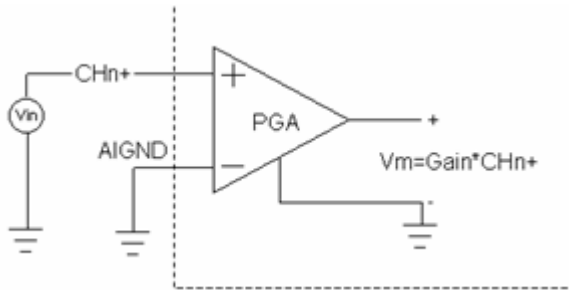 CHn+
+
Vin
PGA
+
AIGND
−
Vm=Gain*CHn+
-